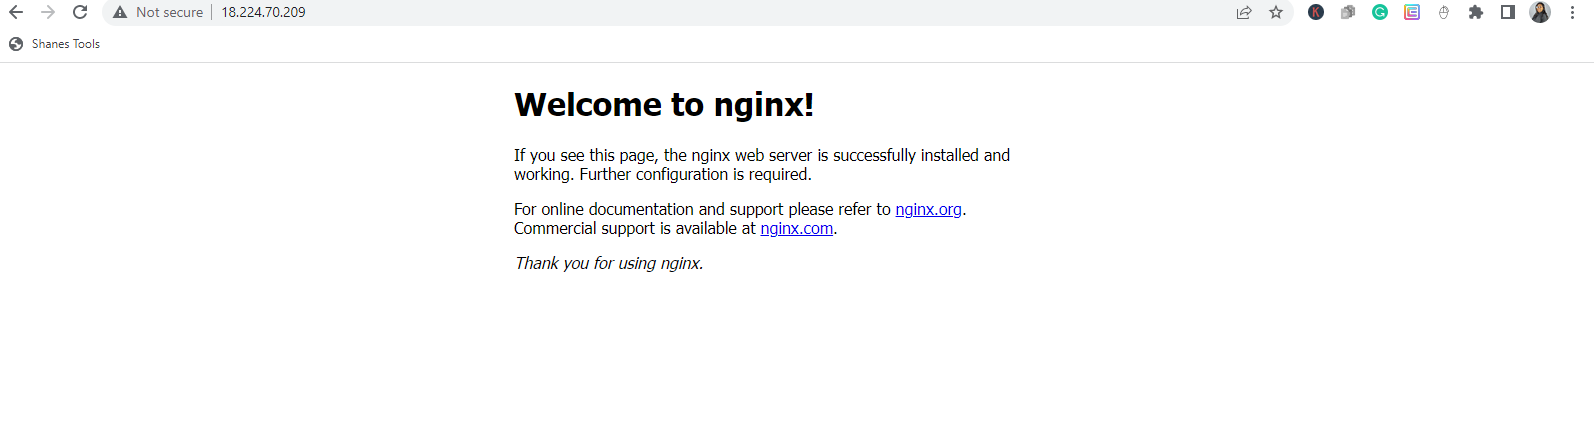 Not secure 18.224.70.209
Shanes Tools
Welcome to nginx!
If you see this page, the nginx web server is successfully installed and
working. Further configuration is required.
For online documentation and support please refer to nginx.org.
Commercial support is available at nginx.com.
Thank you for using nginx.